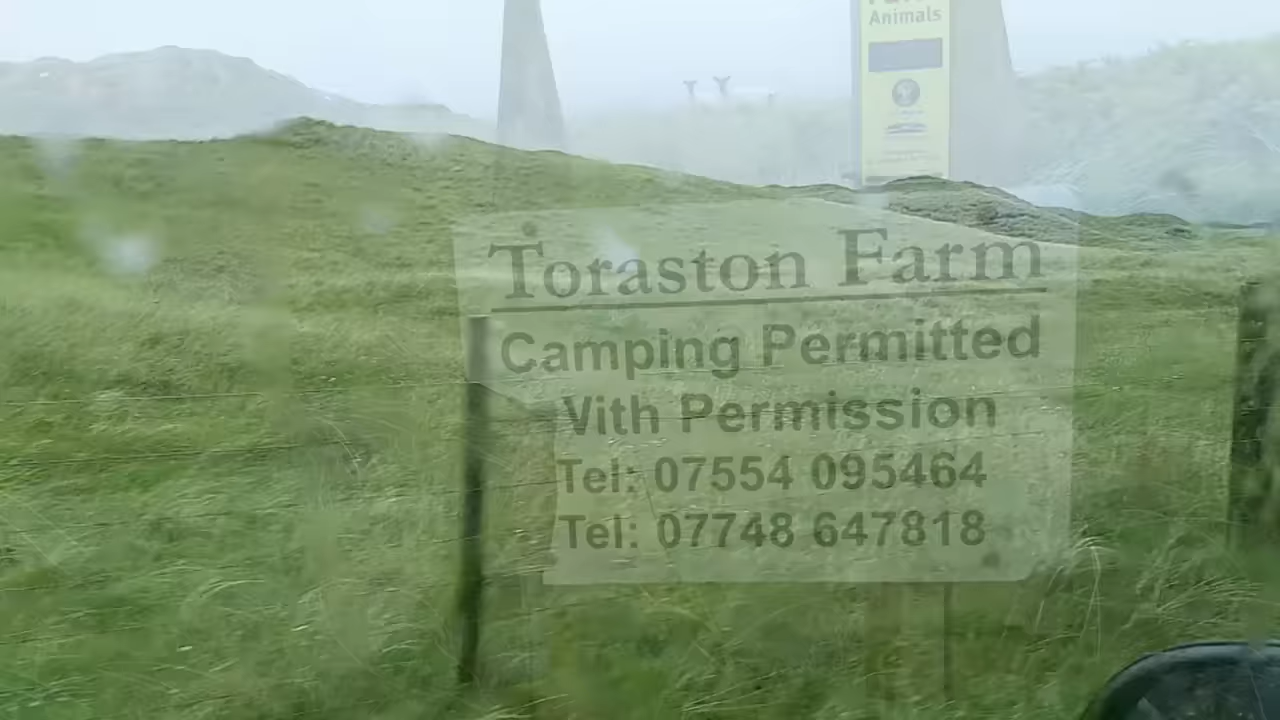 Animals
Toraston Farm
Camping Permitted
Vith Permission
Tel: 07554 095464
Tel: 07748 647818